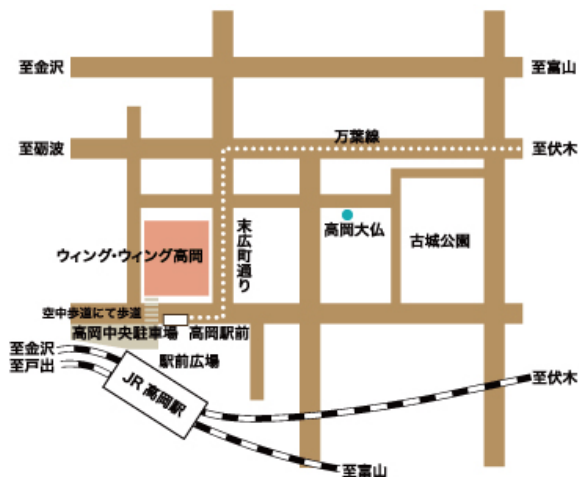 至金沢
至富山
万葉線
至砺波
至伏木
末広町通り
高岡大仏
古城公園
ウィング・ウィング高岡
空中歩道にて歩道
高岡中央駐車場
高岡駅前
至金沢
至戸出
駅前広場
JR 高岡駅
至伏木
至富山